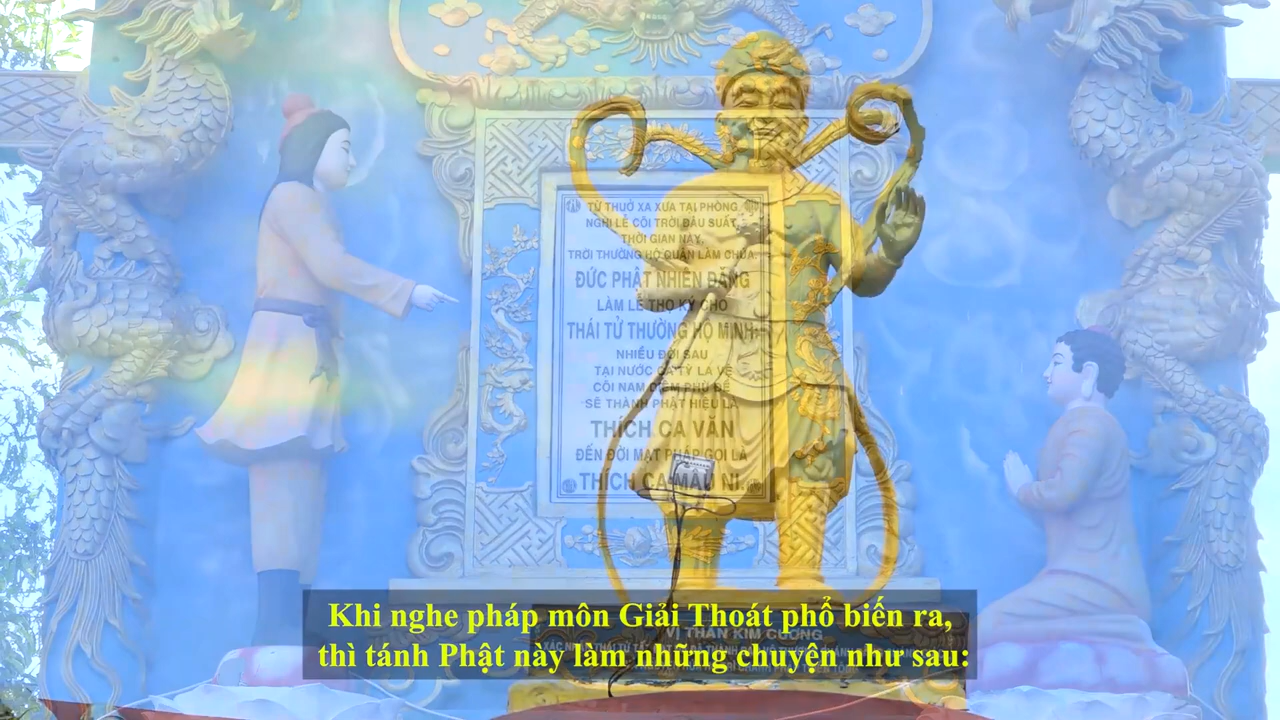 TỪ THUỞ XA XƯA TẠI PHÒNG
NGHI LỄ CÕI TRỜI ĐÂU SUẤT,
THỜI GIAN NÀY,
TRỜI THƯỜNG HỘ QUÂN LÂM CHÚA,
ĐỨC PHẬT NHIÊN ĐĂNG
LÀM LỄ THỌ KÝ CHO
THÁI TỬ THƯỜNG HỘ MINH
NHIỀU ĐỜI SAU
TẠI NƯỚC CA TỲ LA VỆ
CÕI NAM DIÊM PHÙ ĐỀ
SẼ THÀNH PHẬT HIỆU LÀ
THÍCH CA VĂN
ĐẾN ĐỜI MẠT PHÁP GỌI LÀ
THÍCH CA MÂU NI.
Khi nghe pháp môn Giải Thoát phổ biến ra,
VỊ THẦN KIM CƯƠNG
thì tánh Phật này làm những chuyện như sau: